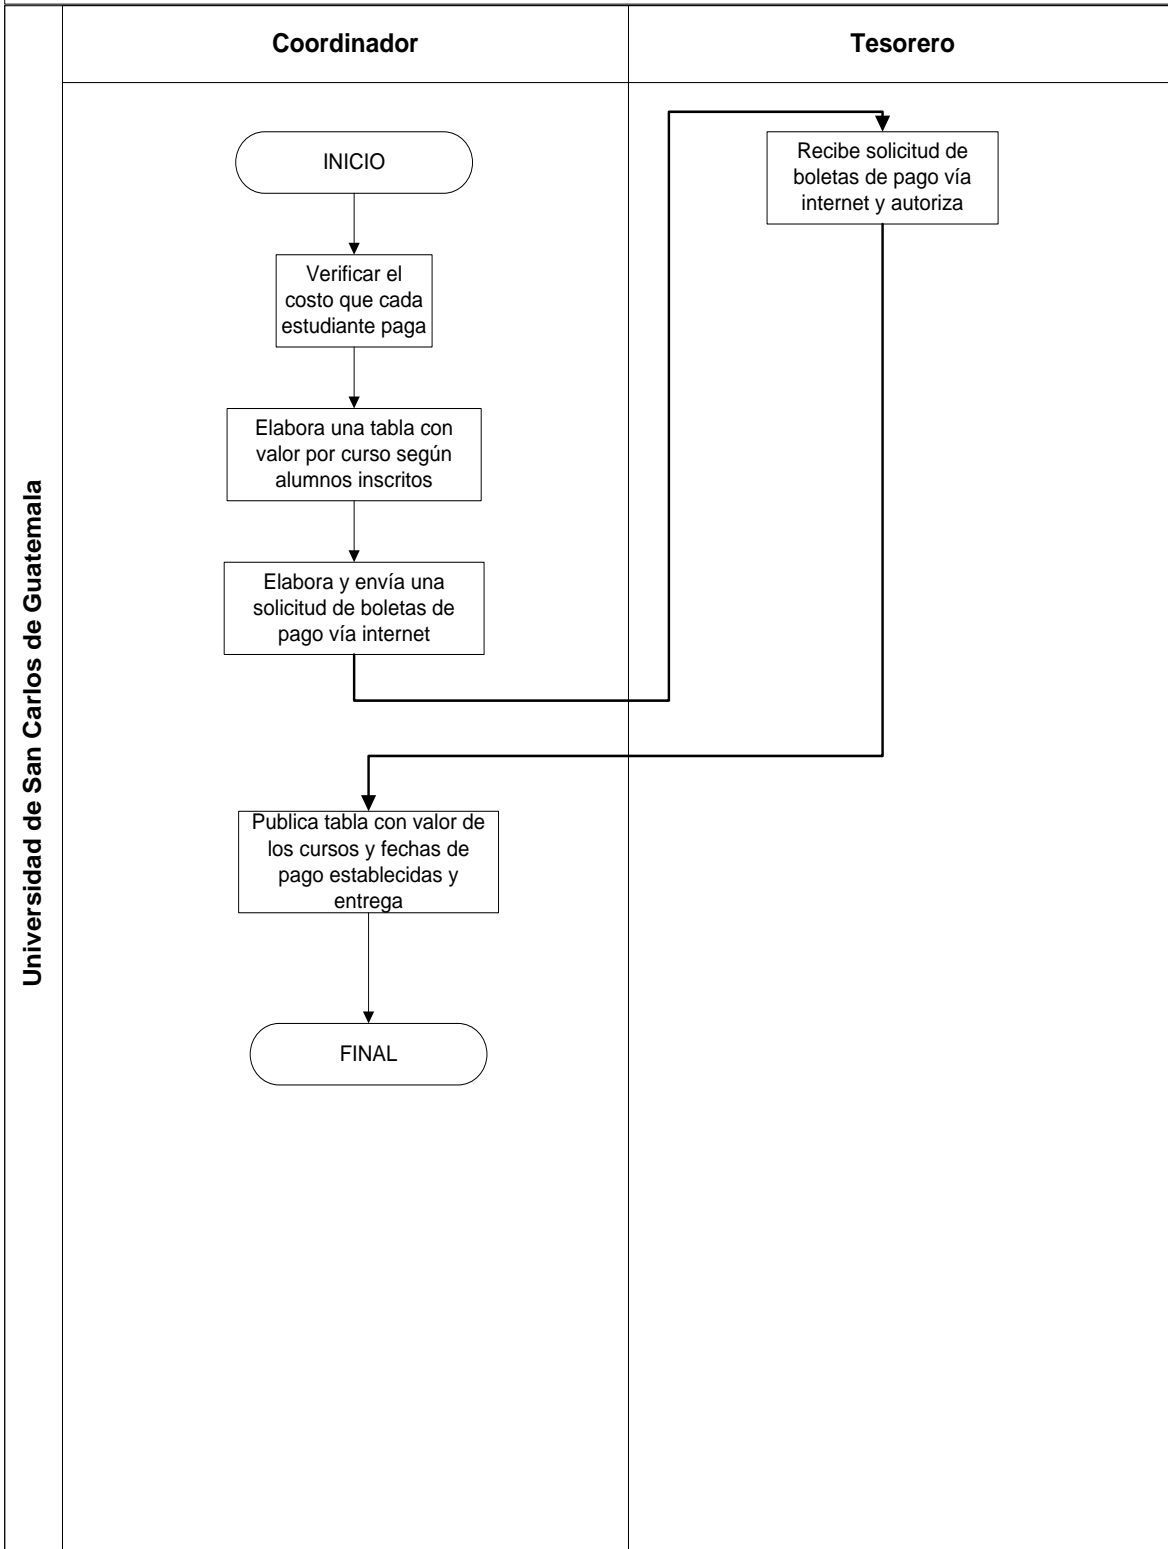 Coordinador
Tesorero
Universidad de San Carlos de Guatemala
INICIO
Verificar el
costo que cada
estudiante paga
Elabora una tabla con
valor por curso según
alumnos inscritos
Elabora y envía una
solicitud de boletas de
pago vía internet
Recibe solicitud de
boletas de pago vía
internet y autoriza
Publica tabla con valor de
los cursos y fechas de
pago establecidas y
entrega
FINAL